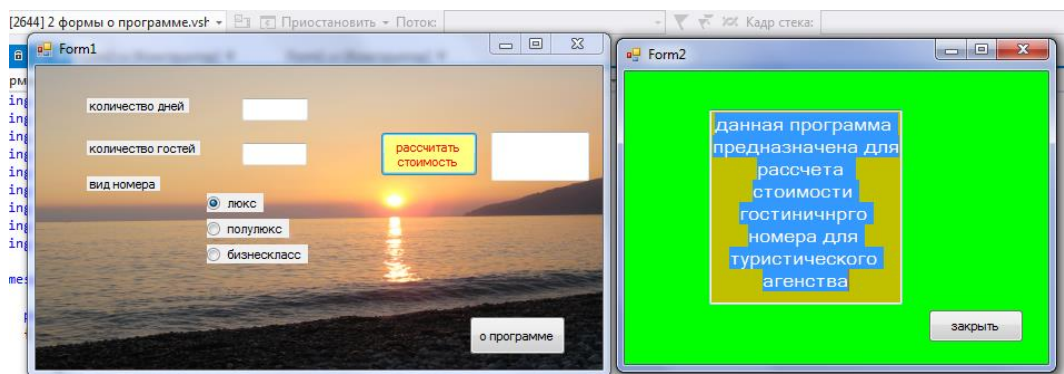 [2644] 2 формы о программе.vsh
Приостановить
Поток:
Кадр стека:
Form1
количество дней
количество гостей
вид номера
люкс
полулюкс
бизнескласс
рассчитать
стоимость
о программе
Form2
данная программа
предназначена для
рассчета
стоимости
гостиничнрго
номера для
туристического
агенства
закрыть